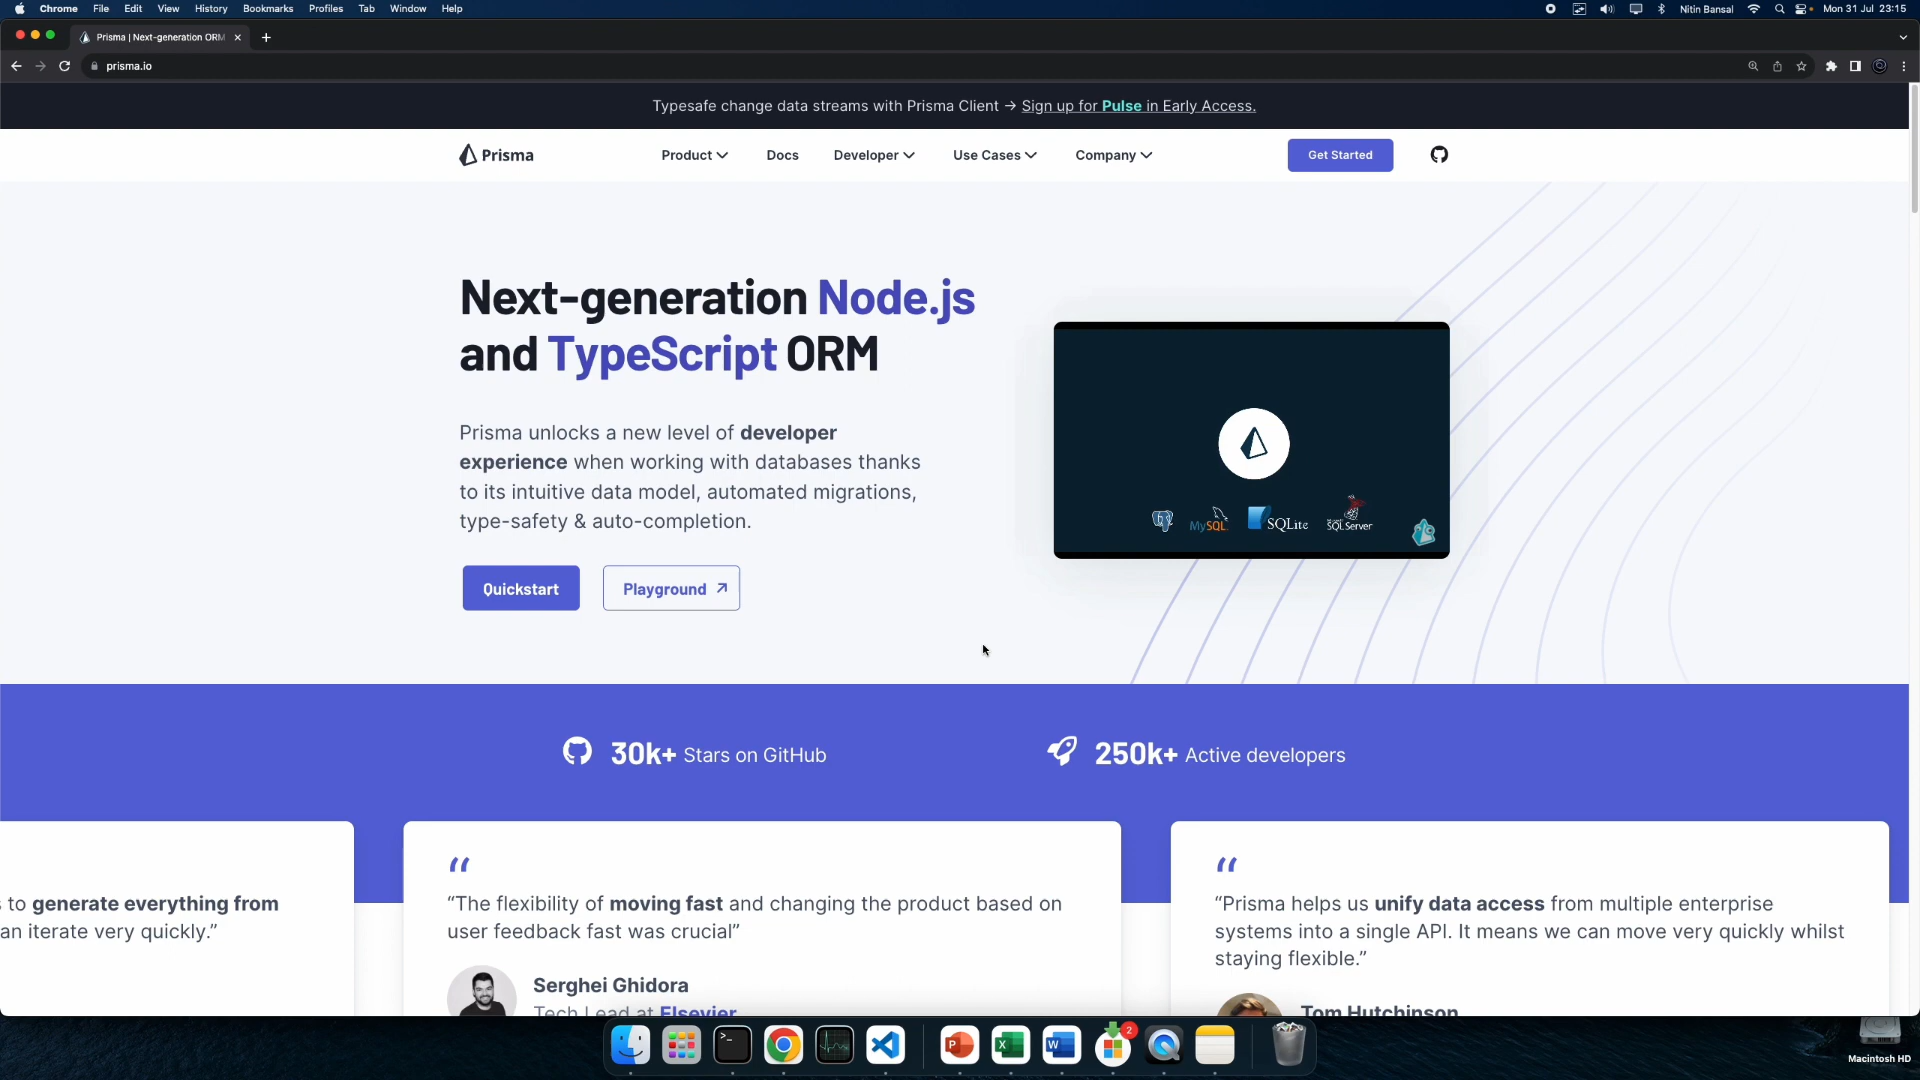 Chrome File Edit View History Bookmarks Profiles Tab Window Help Nitin Bansal Mon 31 Jul 23:15
Prisma | Next-generation ORM
prisma.io
Typesafe change data streams with Prisma Client → Sign up for Pulse in Early Access.
Prisma Product Docs Developer Use Cases Company Get Started
Next-generation Node.js
and TypeScript ORM
Prisma unlocks a new level of developer
experience when working with databases thanks
to its intuitive data model, automated migrations,
type-safety & auto-completion.
MySQL SQLite SQL Server
Quickstart Playground ↗
30k+ Stars on GitHub 250k+ Active developers
to generate everything from
an iterate very quickly.”
“The flexibility of moving fast and changing the product based on
user feedback fast was crucial”
Serghei Ghidora
Tech Lead at Elsevier
“Prisma helps us unify data access from multiple enterprise
systems into a single API. It means we can move very quickly whilst
staying flexible.”
Tom Hutchinson
2
Macintosh HD